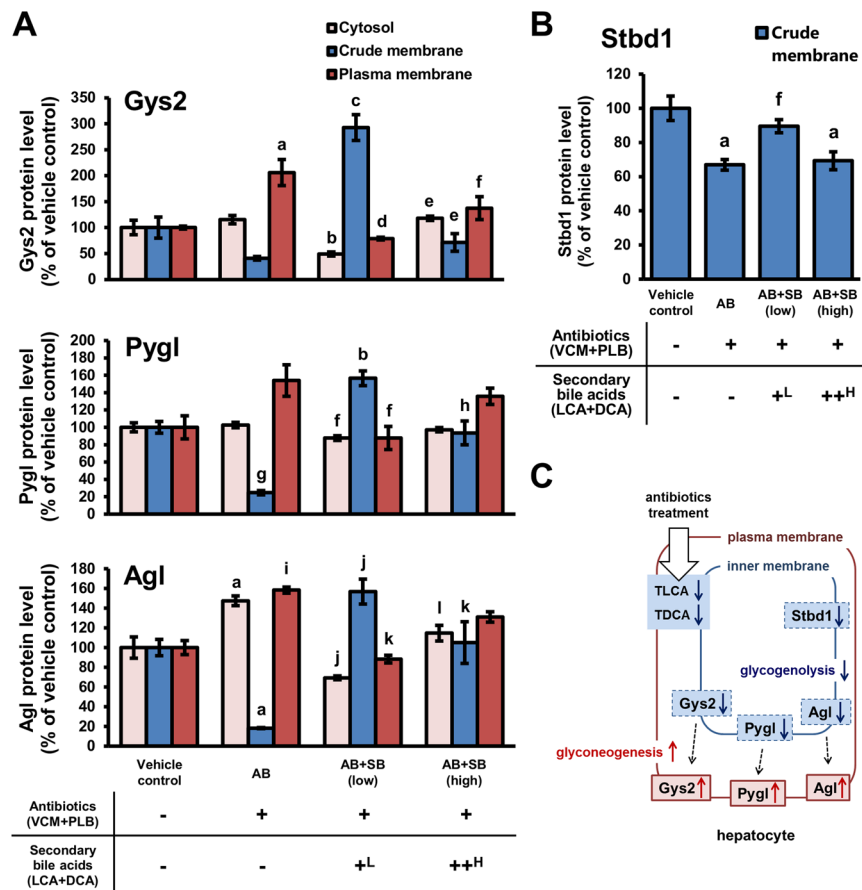 A
Cytosol
Crude membrane
Plasma membrane
Gys2
Gys2 protein level
(% of vehicle control)
350
300
250
200
150
100
50
0
a
b
c
d
e
e
f
Pygl
Pygl protein level
(% of vehicle control)
200
180
160
140
120
100
80
60
40
20
0
g
f
b
f
h
Agl
Agl protein level
(% of vehicle control)
180
160
140
120
100
80
60
40
20
0
a
a
i
j
j
k
l
k
Vehicle control
AB
AB+SB (low)
AB+SB (high)
Antibiotics (VCM+PLB)
-
+
+
+
Secondary bile acids (LCA+DCA)
-
-
+L
++H
B
Stbd1
Crude membrane
Stbd1 protein level
(% of vehicle control)
120
100
80
60
40
20
0
a
f
a
Vehicle control
AB
AB+SB (low)
AB+SB (high)
Antibiotics (VCM+PLB)
-
+
+
+
Secondary bile acids (LCA+DCA)
-
-
+L
++H
C
antibiotics treatment
plasma membrane
inner membrane
TLCA ↓
TDCA ↓
Stbd1 ↓
glycogenolysis ↓
Gys2 ↓
Pygl ↓
Agl ↓
glyconeogenesis ↑
Gys2 ↑
Pygl ↑
Agl ↑
hepatocyte